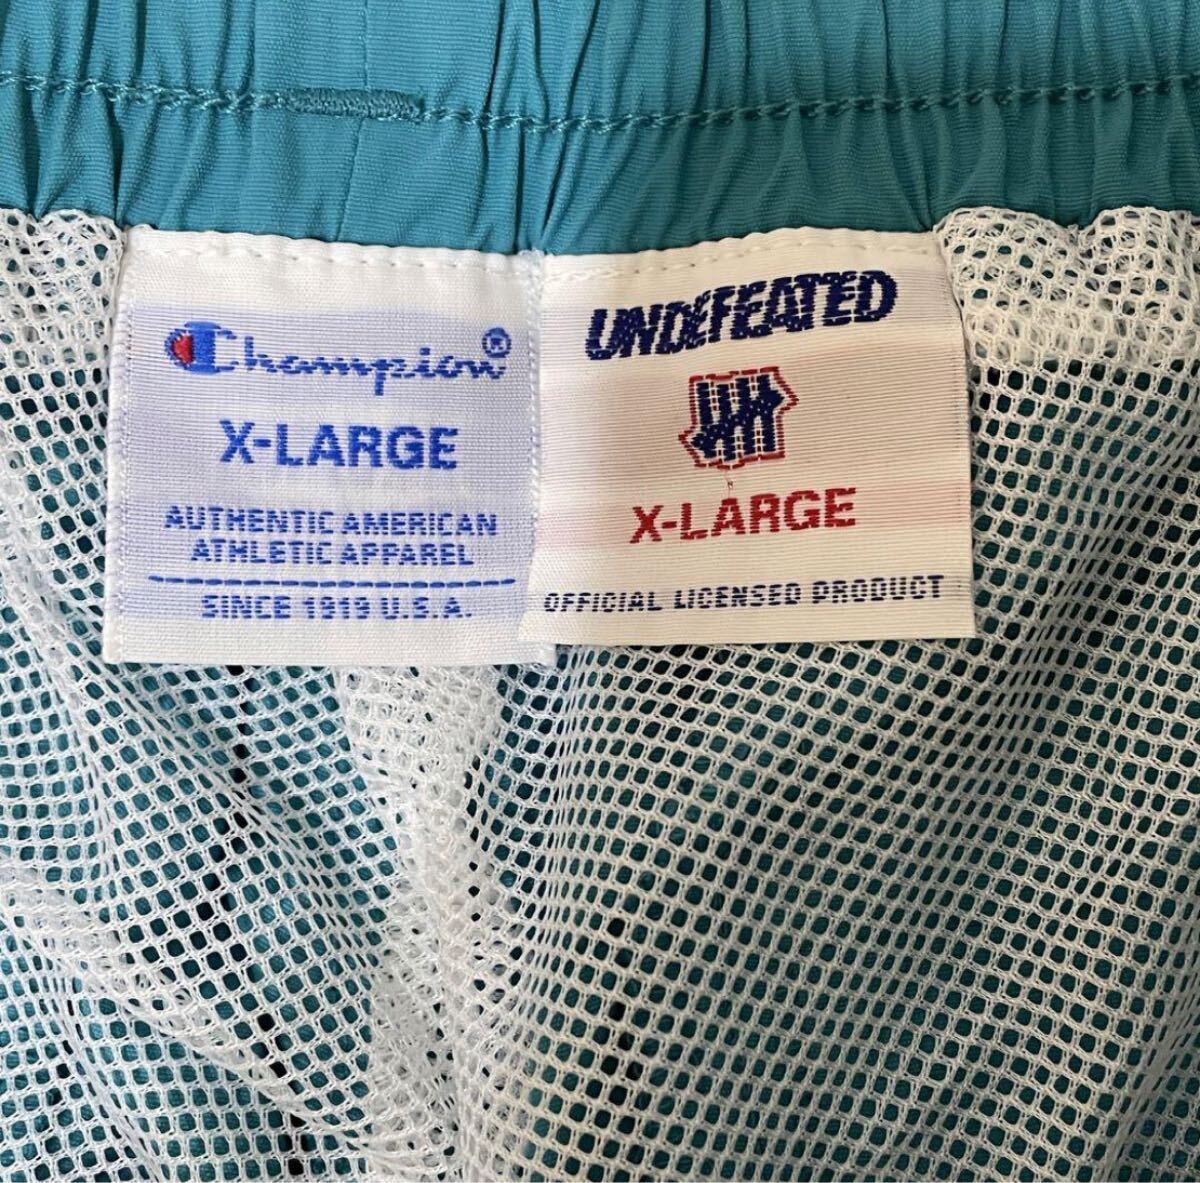 Champion®
X-LARGE
AUTHENTIC AMERICAN
ATHLETIC APPAREL
SINCE 1919 U.S.A.
UNDEFEATED
X-LARGE
OFFICIAL LICENSED PRODUCT